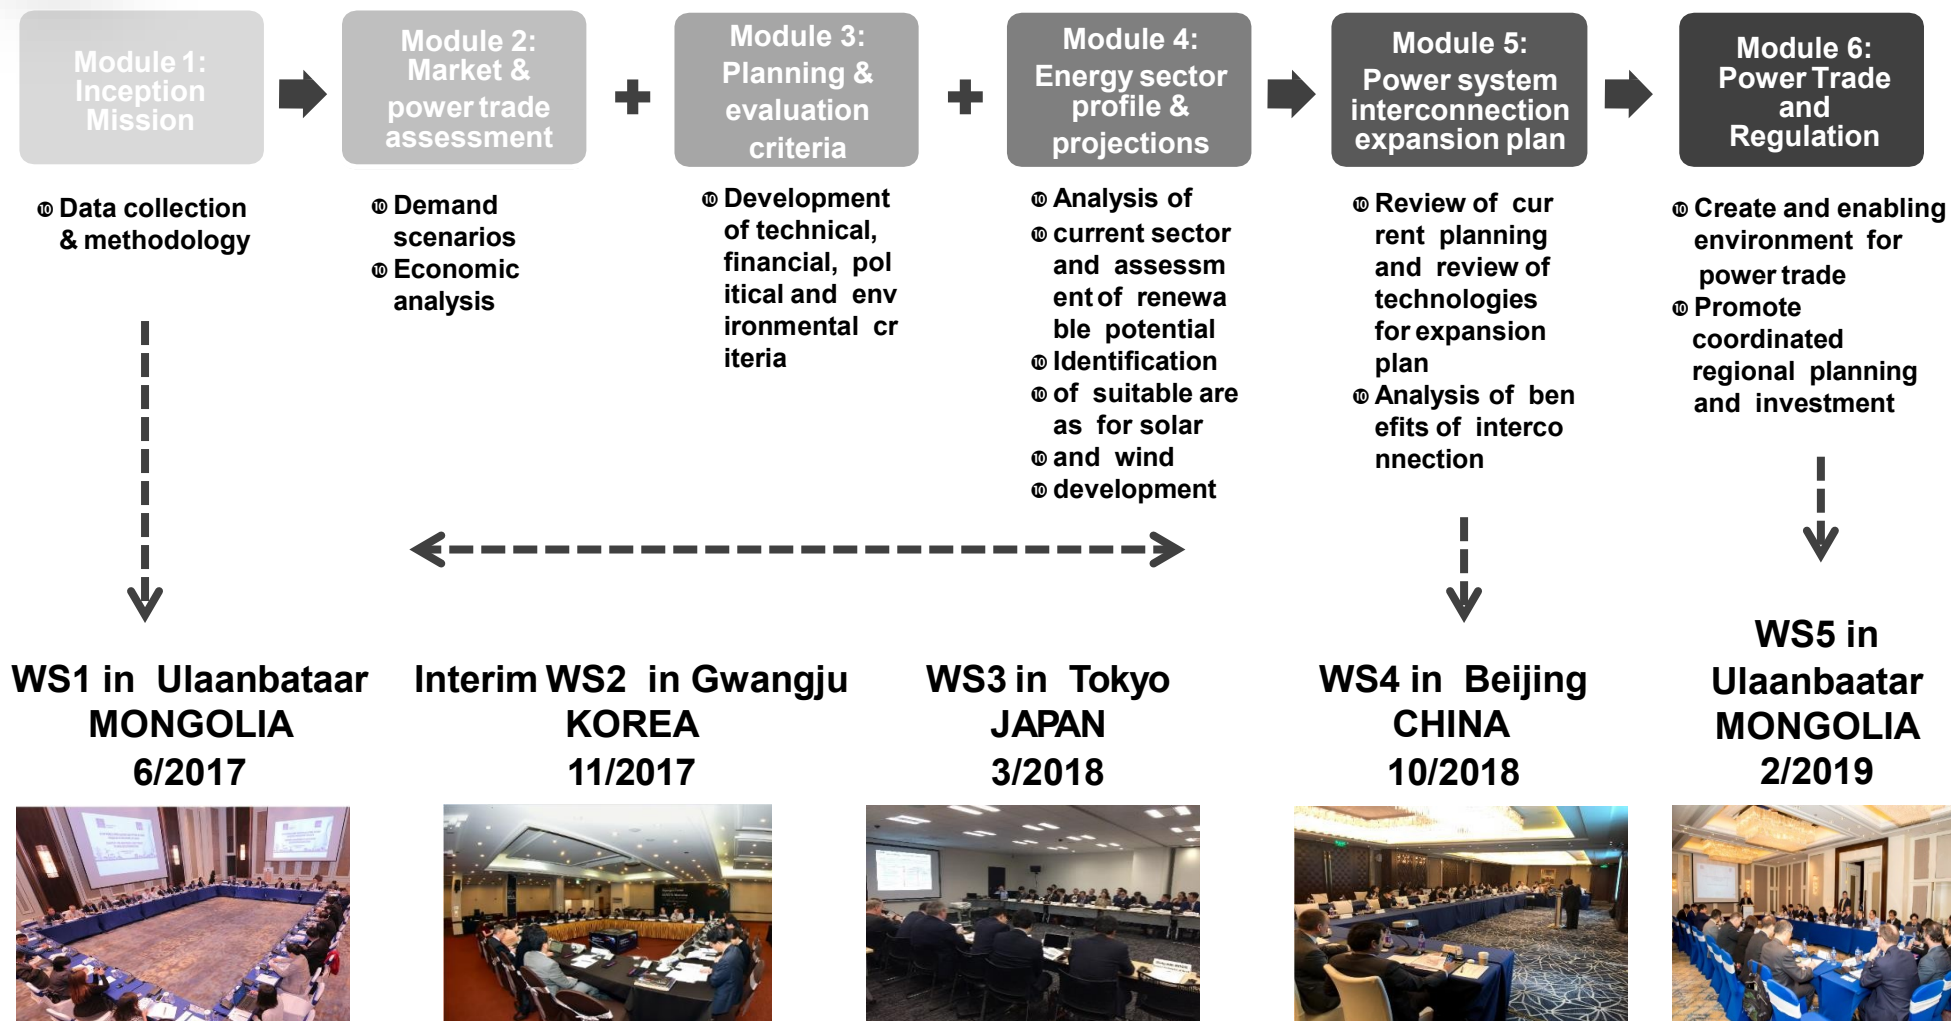 Module 1:
Inception
Mission
Module 2:
Market &
power trade
assessment
Module 3:
Planning &
evaluation
criteria
Module 4:
Energy sector
profile &
projections
Module 5:
Power system
interconnection
expansion plan
Module 6:
Power Trade
and
Regulation
⓾ Data collection
& methodology
⓾ Demand
scenarios
⓾ Economic
analysis
⓾ Development
of technical,
financial, pol
itical and env
ironmental cr
iteria
⓾ Analysis of
⓾ current sector
and assessm
ent of renewa
ble potential
⓾ Identification
⓾ of suitable are
as for solar
⓾ and wind
⓾ development
⓾ Review of cur
rent planning
and review of
technologies
for expansion
plan
⓾ Analysis of ben
efits of interco
nnection
⓾ Create and enabling
environment for
power trade
⓾ Promote
coordinated
regional planning
and investment
WS1 in Ulaanbataar
MONGOLIA
6/2017
Interim WS2 in Gwangju
KOREA
11/2017
WS3 in Tokyo
JAPAN
3/2018
WS4 in Beijing
CHINA
10/2018
WS5 in
Ulaanbaatar
MONGOLIA
2/2019